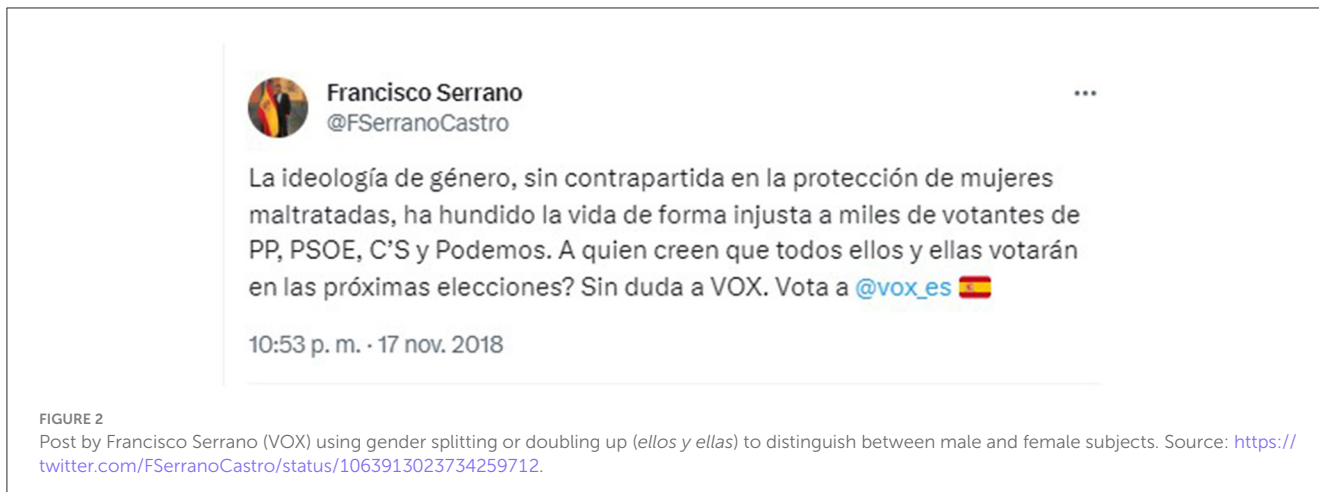 Francisco Serrano
@FSerranoCastro
La ideología de género, sin contrapartida en la protección de mujeres
maltratadas, ha hundido la vida de forma injusta a miles de votantes de
PP, PSOE, C'S y Podemos. A quien creen que todos ellos y ellas votarán
en las próximas elecciones? Sin duda a VOX. Vota a @vox_es 🇪🇸
10:53 p. m. · 17 nov. 2018
FIGURE 2
Post by Francisco Serrano (VOX) using gender splitting or doubling up (ellos y ellas) to distinguish between male and female subjects. Source: https://
twitter.com/FSerranoCastro/status/1063913023734259712.